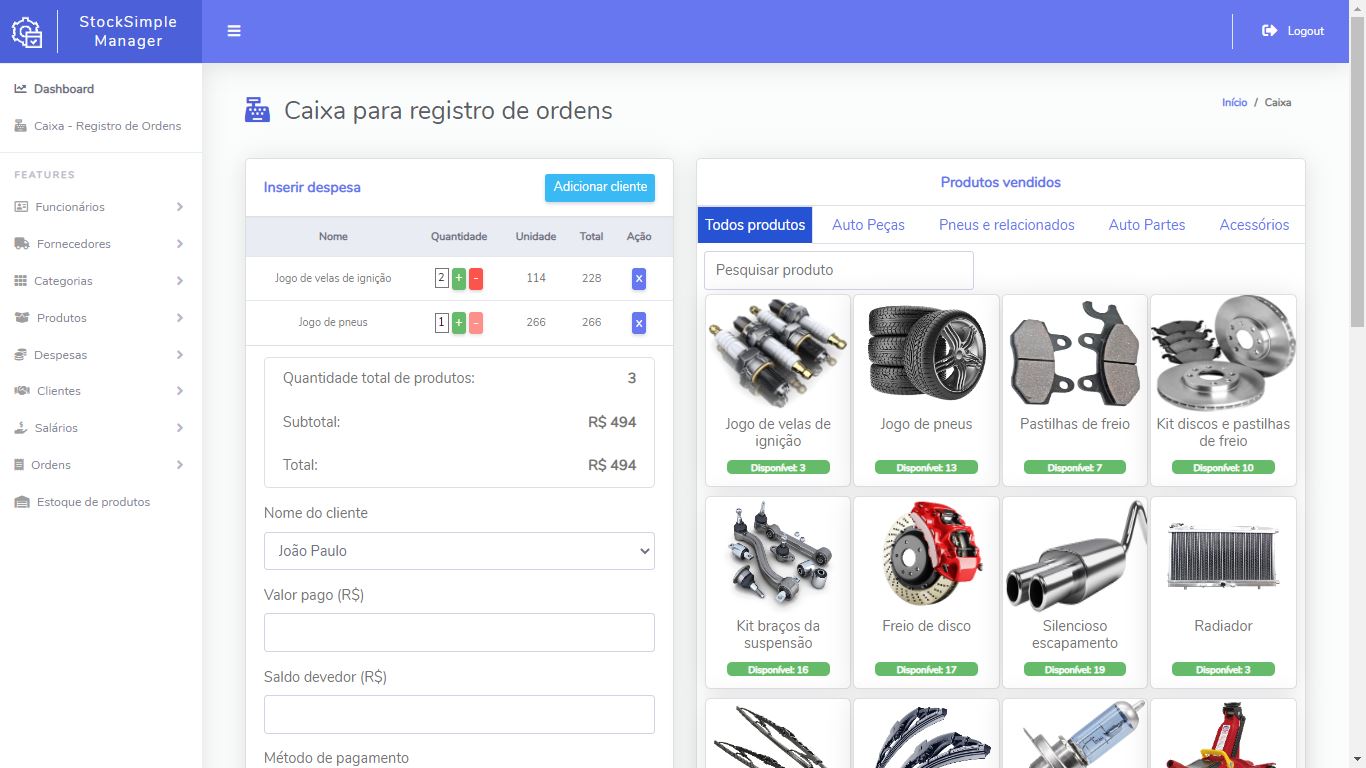 StockSimple
Manager
Logout
Dashboard
Caixa - Registro de Ordens
FEATURES
Funcionários
Fornecedores
Categorias
Produtos
Despesas
Clientes
Salários
Ordens
Estoque de produtos
Caixa para registro de ordens
Início / Caixa
Inserir despesa
Adicionar cliente
Nome Quantidade Unidade Total Ação
Jogo de velas de ignição 2 + - 114 228 x
Jogo de pneus 1 + - 266 266 x
Quantidade total de produtos: 3
Subtotal: R$ 494
Total: R$ 494
Nome do cliente
João Paulo
Valor pago (R$)
Saldo devedor (R$)
Método de pagamento
Produtos vendidos
Todos produtos Auto Peças Pneus e relacionados Auto Partes Acessórios
Pesquisar produto
Jogo de velas de
ignição
Disponível: 3
Jogo de pneus
Disponível: 13
Pastilhas de freio
Disponível: 7
Kit discos e pastilhas
de freio
Disponível: 10
Kit braços da
suspensão
Disponível: 16
Freio de disco
Disponível: 17
Silencioso
escapamento
Disponível: 19
Radiador
Disponível: 3